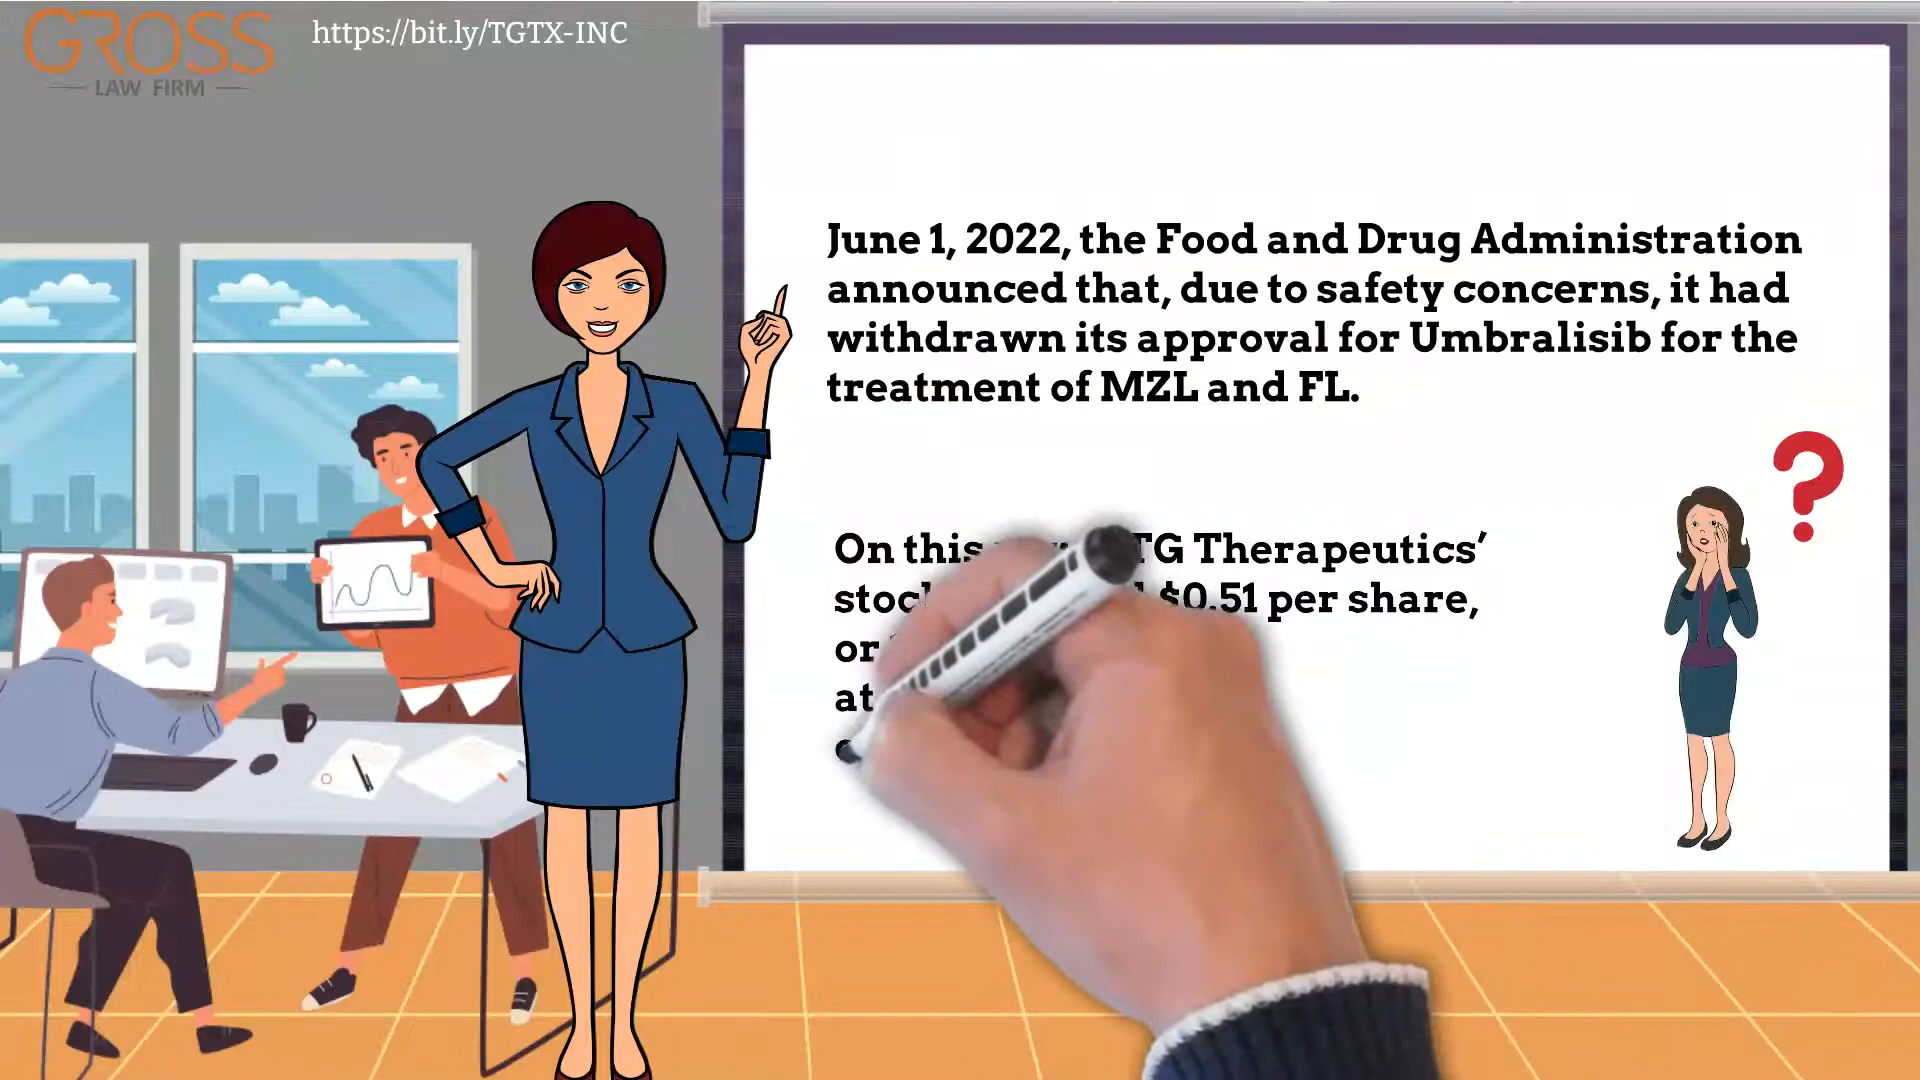 GROSS
LAW FIRM
https://bit.ly/TGTX-INC
June 1, 2022, the Food and Drug Administration
announced that, due to safety concerns, it had
withdrawn its approval for Umbralisib for the
treatment of MZL and FL.
On this TG Therapeutics’
$0.51 per share,
or
at